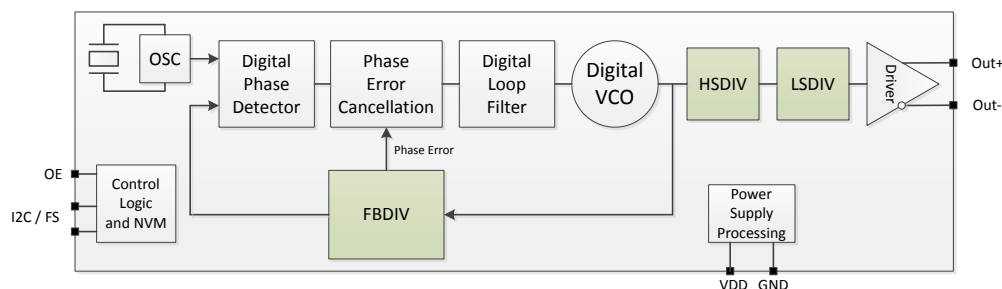 OSC
Digital
Phase
Detector
Phase
Error
Cancellation
Digital
Loop
Filter
Digital
VCO
HSDIV
LSDIV
Driver
Out+
Out-
Phase Error
OE
I2C / FS
Control
Logic
and NVM
FBDIV
Power
Supply
Processing
VDD GND